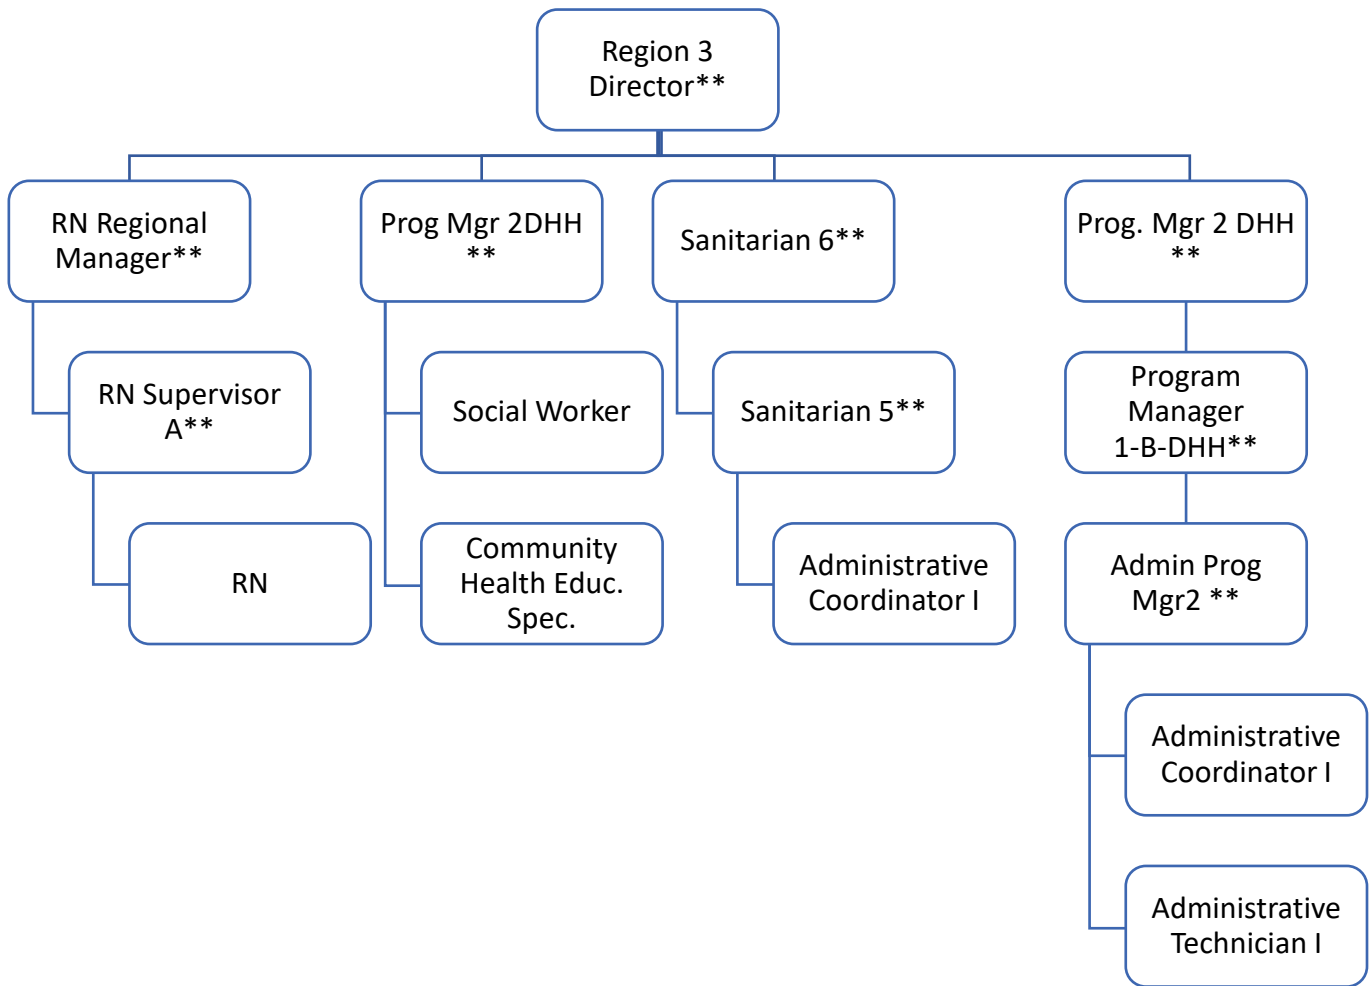 Region 3
Director**
RN Regional
Manager**
Prog Mgr 2DHH
**
Sanitarian 6**
Prog. Mgr 2 DHH
**
RN Supervisor
A**
Social Worker
Sanitarian 5**
Program
Manager
1-B-DHH**
RN
Community
Health Educ.
Spec.
Administrative
Coordinator I
Admin Prog
Mgr2 **
Administrative
Coordinator I
Administrative
Technician I